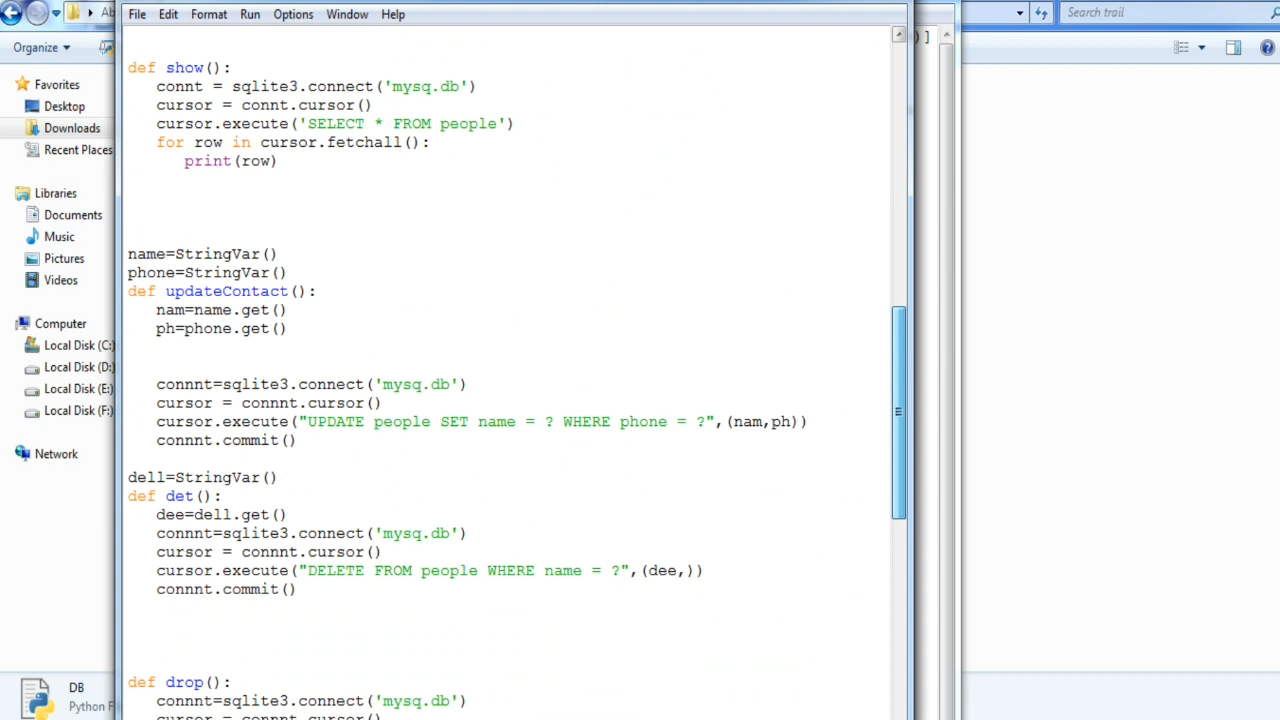 File Edit Format Run Options Window Help
Search trail
Organize
)]
Favorites
Desktop
Downloads
Recent Places
Libraries
Documents
Music
Pictures
Videos
Computer
Local Disk (C:)
Local Disk (D:)
Local Disk (E:)
Local Disk (F:)
Network
def show():
connt = sqlite3.connect('mysq.db')
cursor = connt.cursor()
cursor.execute('SELECT * FROM people')
for row in cursor.fetchall():
print(row)
name=StringVar()
phone=StringVar()
def updateContact():
nam=name.get()
ph=phone.get()
connnt=sqlite3.connect('mysq.db')
cursor = connnt.cursor()
cursor.execute("UPDATE people SET name = ? WHERE phone = ?",(nam,ph))
connnt.commit()
dell=StringVar()
def det():
dee=dell.get()
connnt=sqlite3.connect('mysq.db')
cursor = connnt.cursor()
cursor.execute("DELETE FROM people WHERE name = ?",(dee,))
connnt.commit()
def drop():
connnt=sqlite3.connect('mysq.db')
cursor = connnt.cursor()
DB
Python F